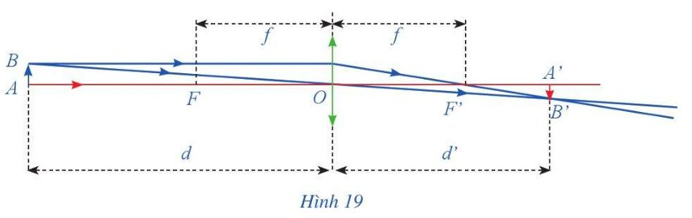 f f
B
A F O F’ A’
B’
d d’
Hình 19